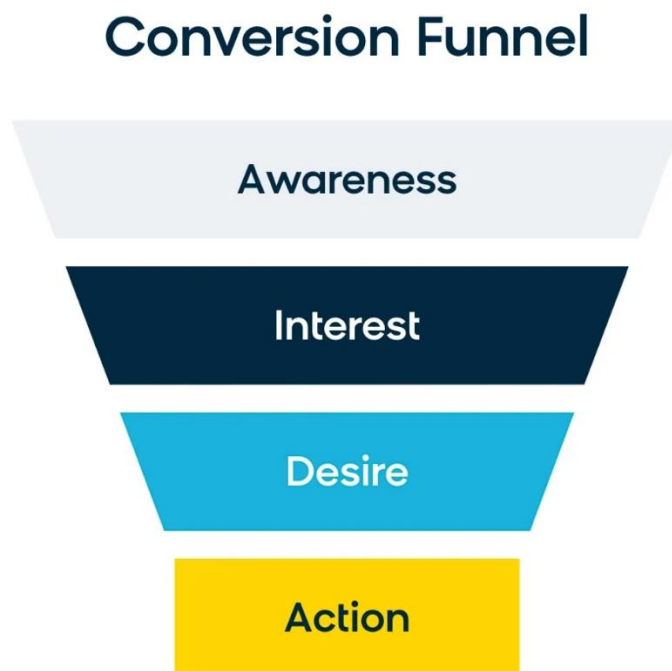 Conversion Funnel
Awareness
Interest
Desire
Action